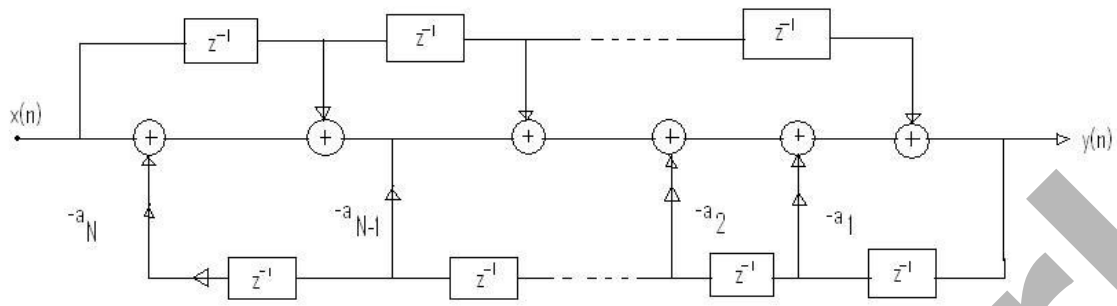 z⁻¹ z⁻¹ z⁻¹
x(n) + + + + + + y(n)
-a_N -a_{N-1} -a_2 -a_1
z⁻¹ z⁻¹ z⁻¹ z⁻¹